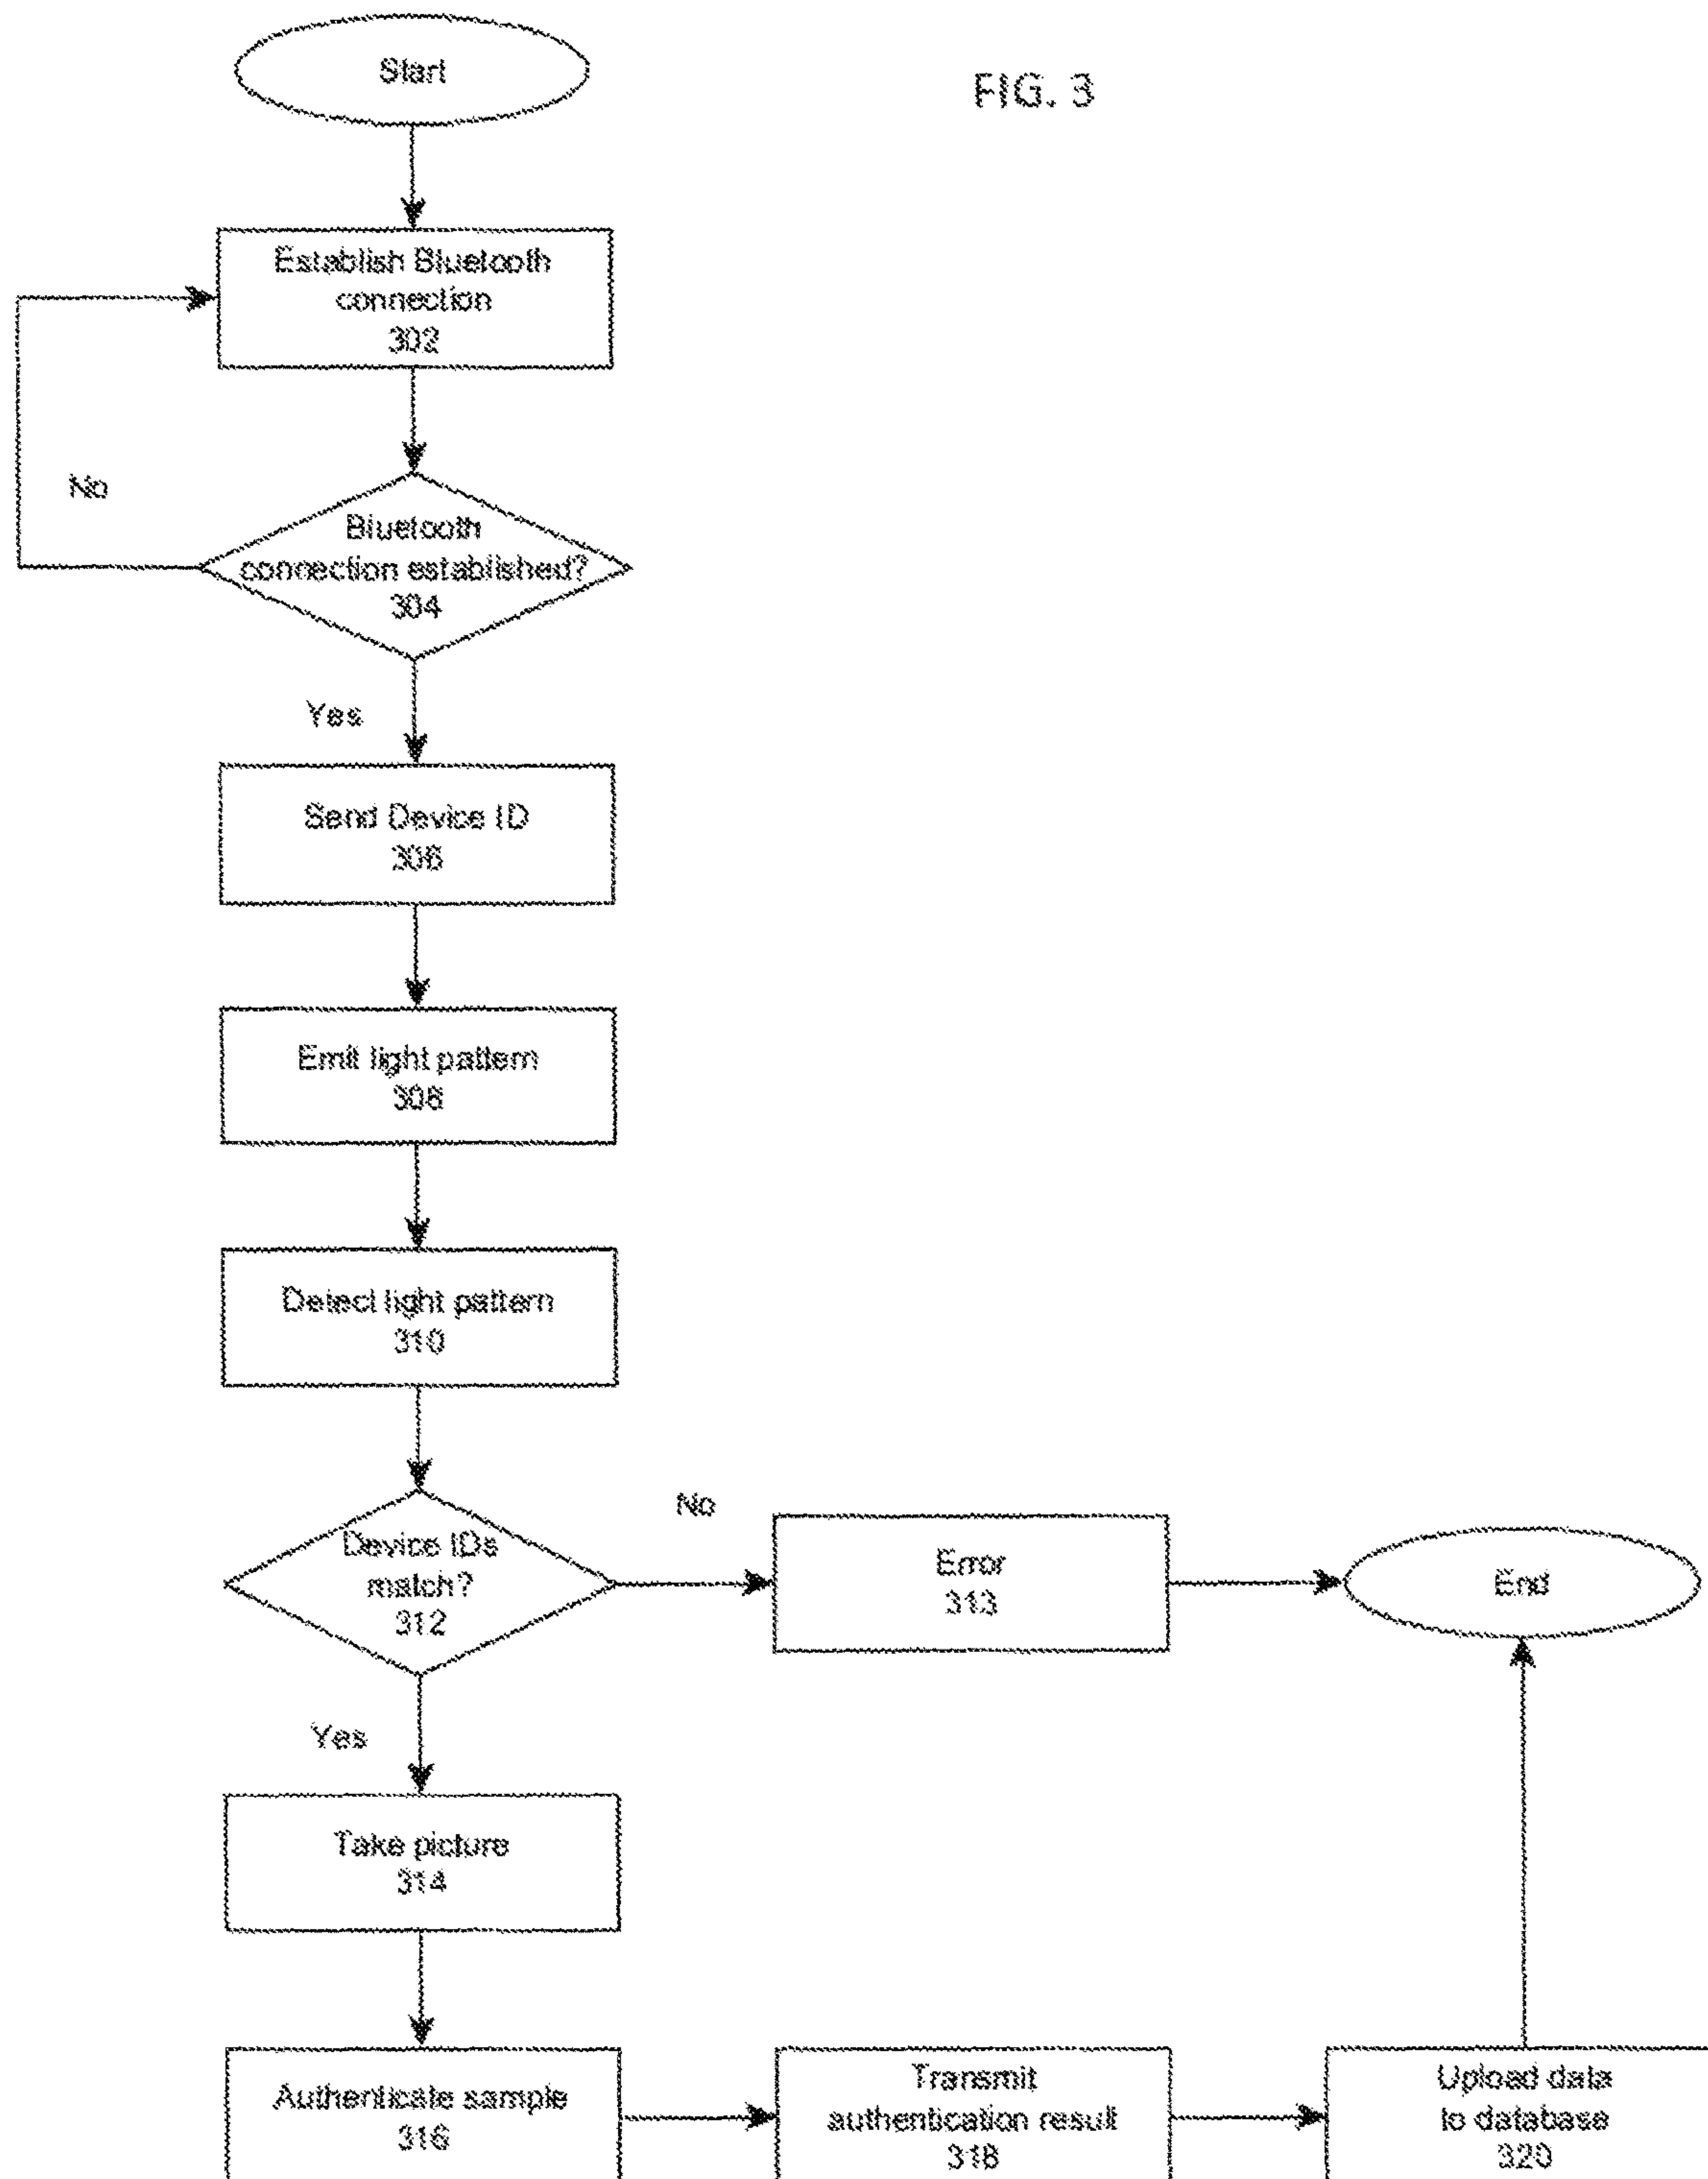 Start
FIG. 3
Establish Bluetooth
connection
302
No
Bluetooth
connection established?
304
Yes
Send Device ID
306
Emit light pattern
308
Detect light pattern
310
Device IDs
match?
312
No
Error
313
End
Yes
Take picture
314
Authenticate sample
316
Transmit
authentication result
318
Upload data
to database
320